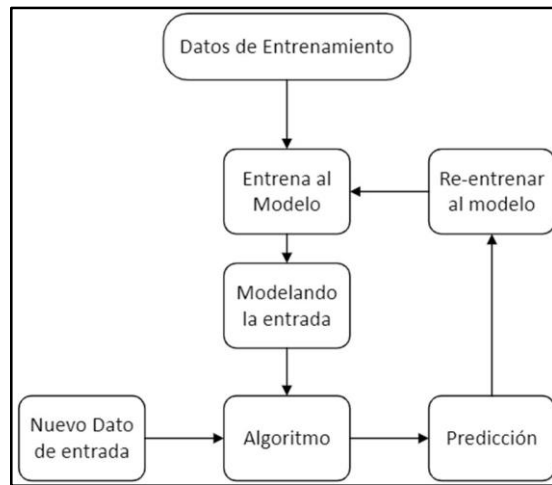 Datos de Entrenamiento
Entrena al
Modelo
Re-entrenar
al modelo
Modelando
la entrada
Nuevo Dato
de entrada
Algoritmo
Predicción